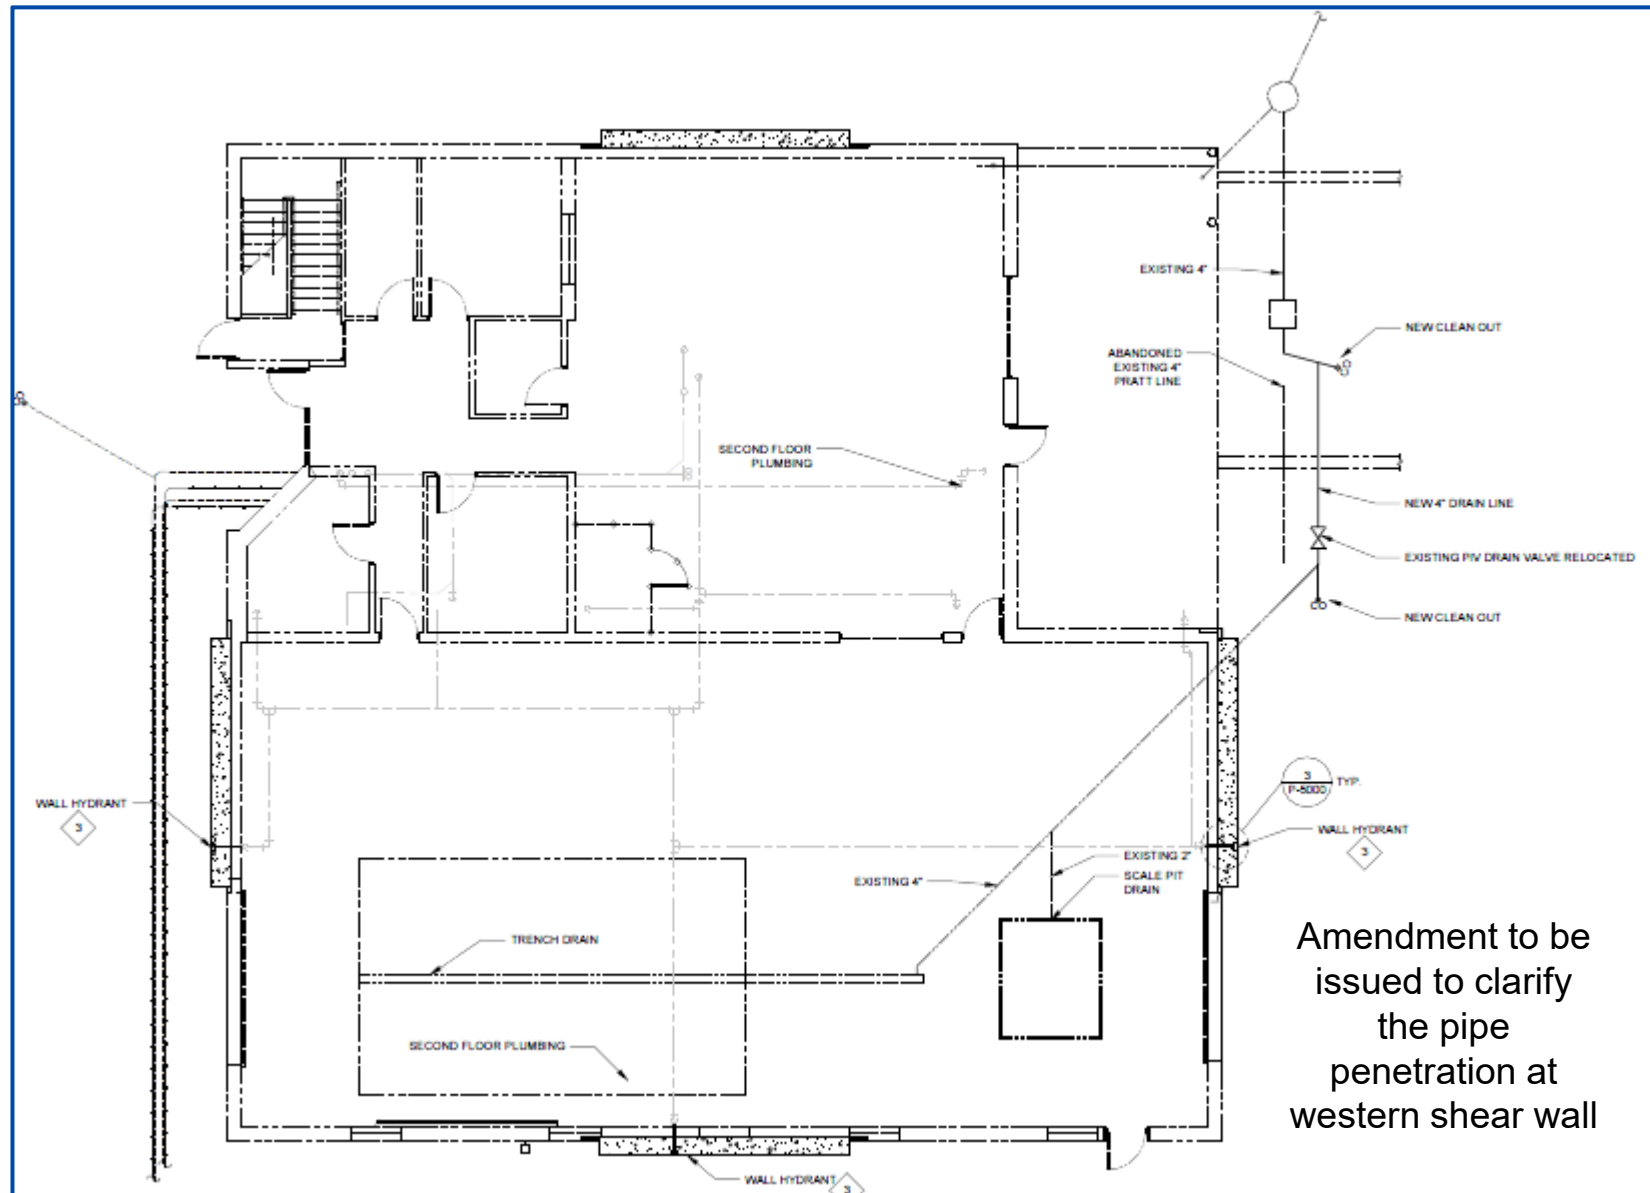 EXISTING 4"
NEW CLEAN OUT
ABANDONED
EXISTING 4"
PRATT LINE
SECOND FLOOR
PLUMBING
NEW 4" DRAIN LINE
EXISTING PIV DRAIN VALVE RELOCATED
NEW CLEAN OUT
3
P-5000
TYP.
WALL HYDRANT
3
WALL HYDRANT
3
EXISTING 2"
SCALE PIT
DRAIN
EXISTING 4"
TRENCH DRAIN
SECOND FLOOR PLUMBING
WALL HYDRANT
3
Amendment to be
issued to clarify
the pipe
penetration at
western shear wall